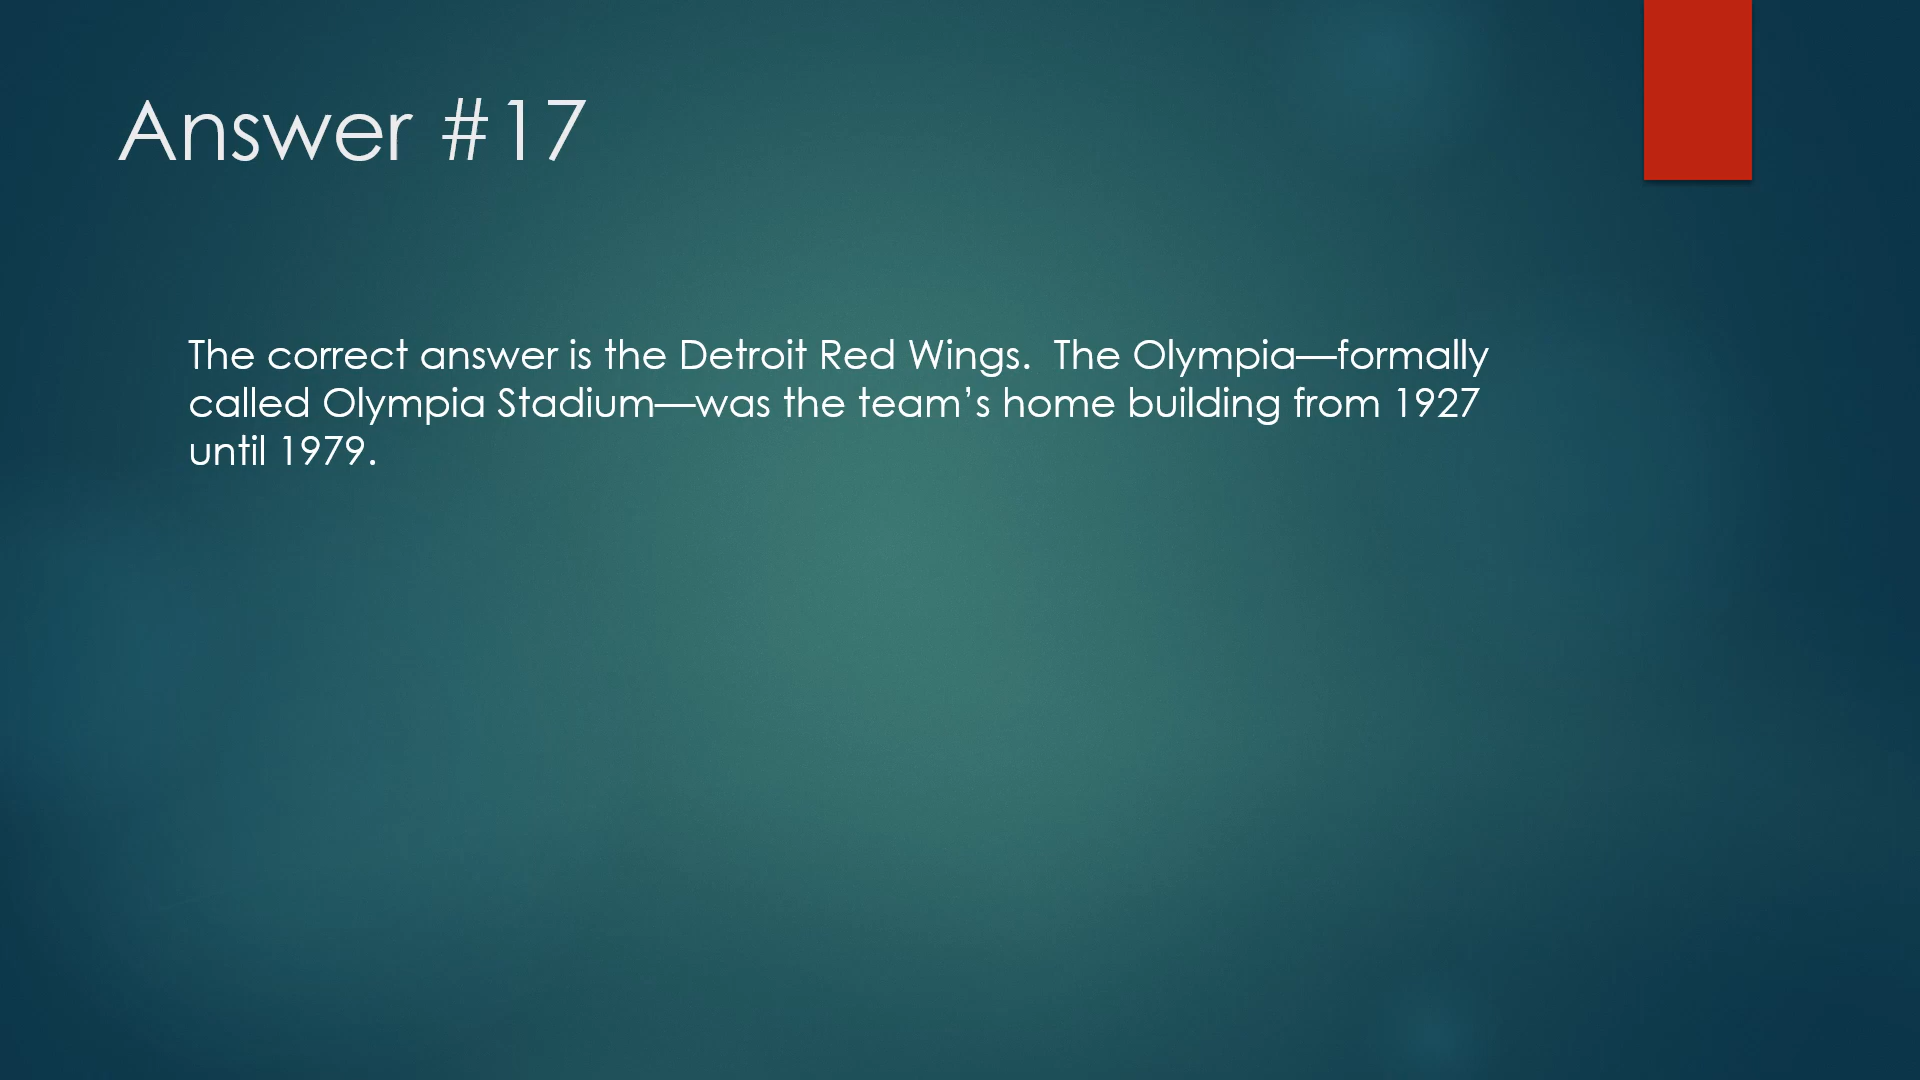 Answer #17
The correct answer is the Detroit Red Wings.  The Olympia—formally
called Olympia Stadium—was the team’s home building from 1927
until 1979.